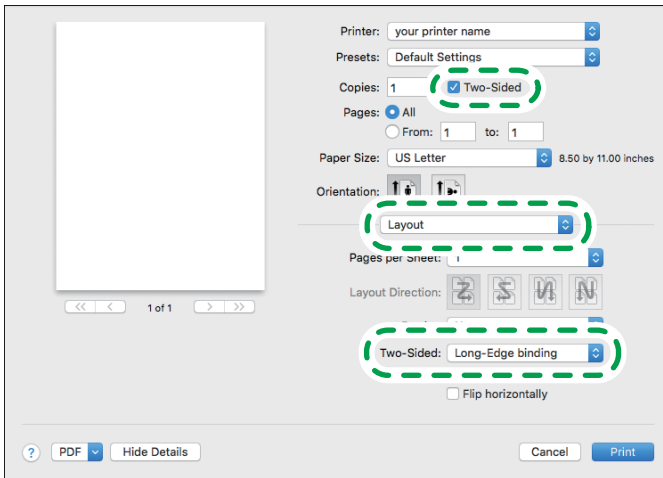 Printer: your printer name
Presets: Default Settings
Copies: 1 Two-Sided
Pages: All
From: 1 to: 1
Paper Size: US Letter 8.50 by 11.00 inches
Orientation:
Layout
Pages per Sheet: 1
Layout Direction:
1 of 1
Two-Sided: Long-Edge binding
Flip horizontally
? PDF Hide Details Cancel Print